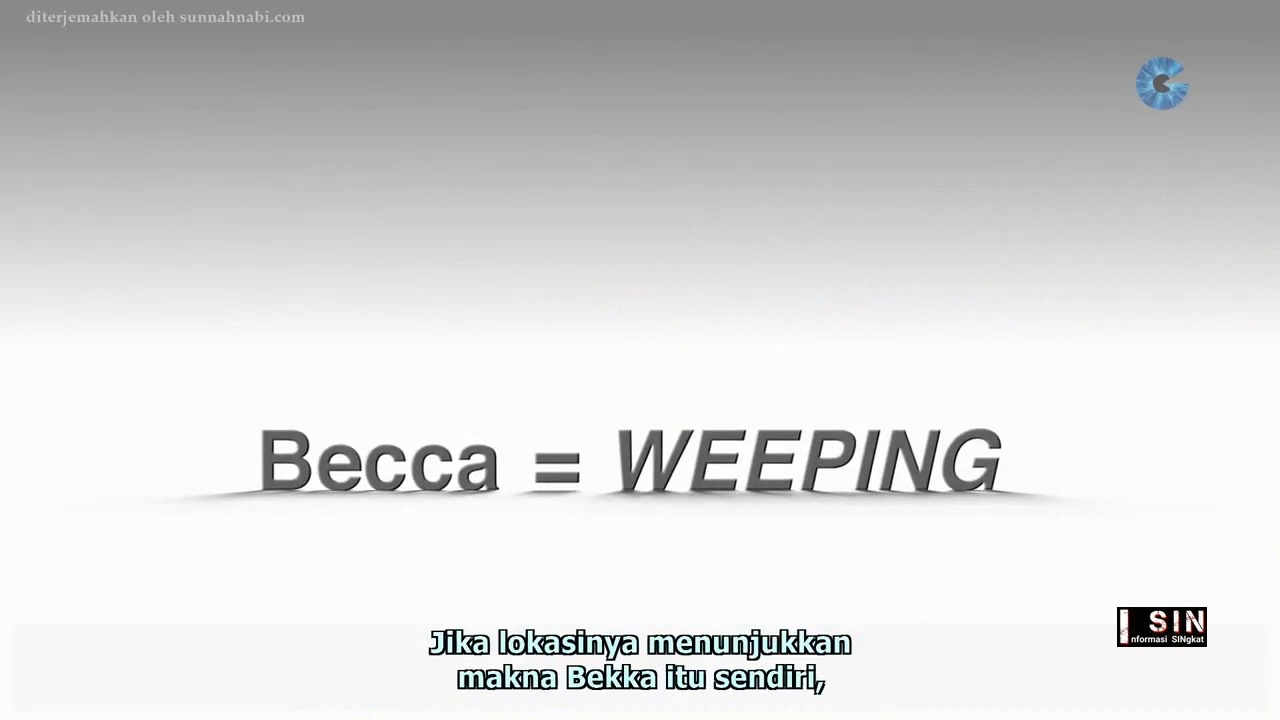 diterjemahkan oleh sunnahnabi.com
Becca = WEEPING
I SIN
nformasi SINgkat
Jika lokasinya menunjukkan
makna Bekka itu sendiri,